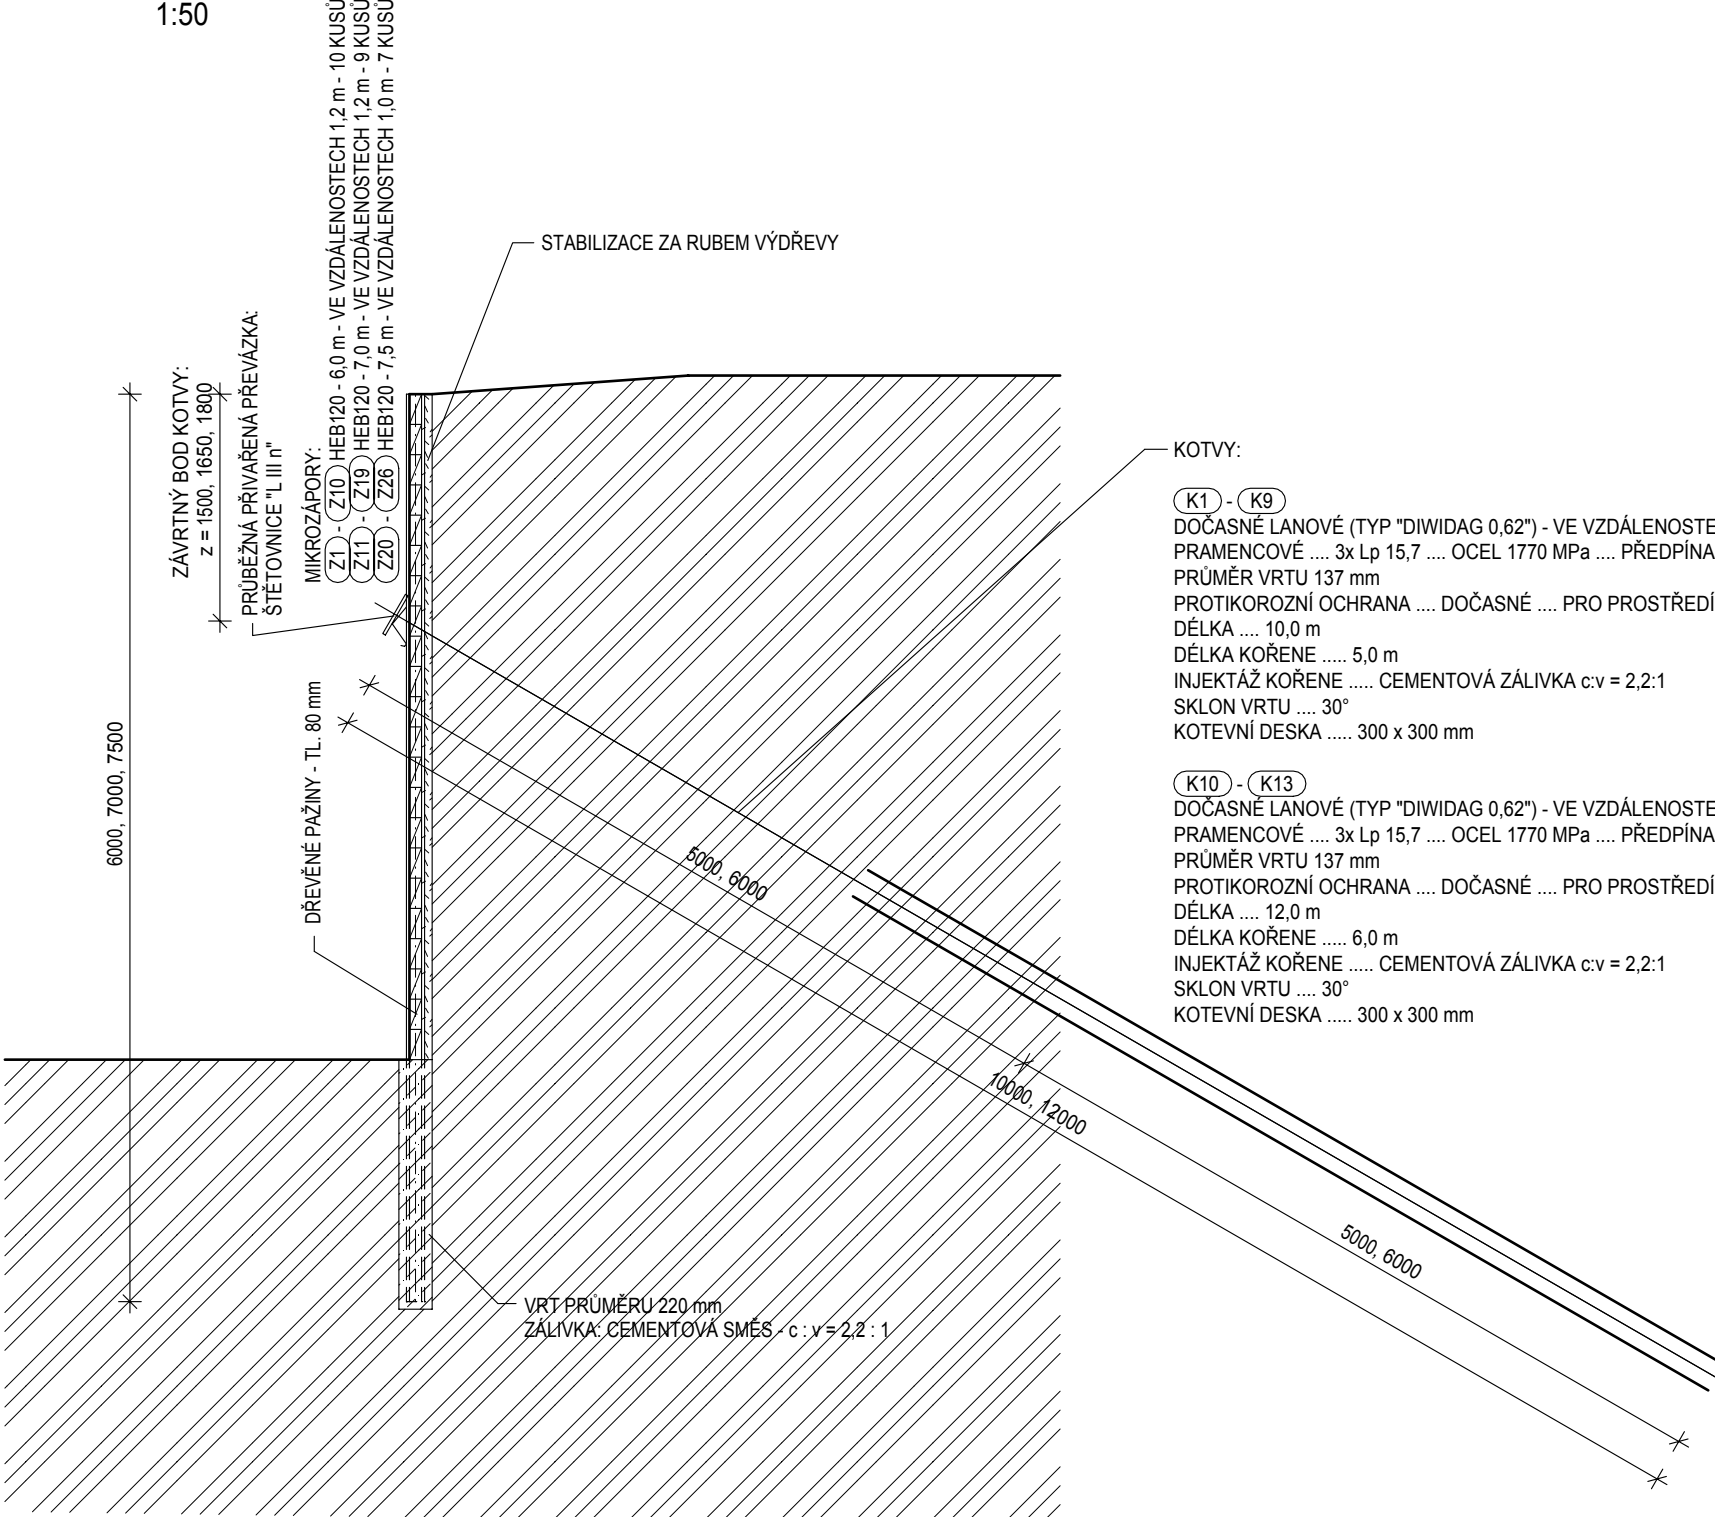 1:50
ZÁVRTNÝ BOD KOTVY:
z = 1500, 1650, 1800
PRŮBĚŽNÁ PŘIVAŘENÁ PŘEVÁZKA:
ŠTĚTOVNICE "L III n"
MIKROZÁPORY:
Z1 - Z10 HEB120 - 6,0 m - VE VZDÁLENOSTECH 1,2 m - 10 KUSŮ
Z11 - Z19 HEB120 - 7,0 m - VE VZDÁLENOSTECH 1,2 m - 9 KUSŮ
Z20 - Z26 HEB120 - 7,5 m - VE VZDÁLENOSTECH 1,0 m - 7 KUSŮ
STABILIZACE ZA RUBEM VÝDŘEVY
6000, 7000, 7500
DŘEVĚNÉ PAŽINY - TL. 80 mm
KOTVY:
K1 - K9
DOČASNÉ LANOVÉ (TYP "DIWIDAG 0,62") - VE VZDÁLENOSTE
PRAMENCOVÉ .... 3x Lp 15,7 .... OCEL 1770 MPa .... PŘEDPÍNA
PRŮMĚR VRTU 137 mm
PROTIKOROZNÍ OCHRANA .... DOČASNÉ .... PRO PROSTŘEDÍ
DÉLKA .... 10,0 m
DÉLKA KOŘENE ..... 5,0 m
INJEKTÁŽ KOŘENE ..... CEMENTOVÁ ZÁLIVKA c:v = 2,2:1
SKLON VRTU .... 30°
KOTEVNÍ DESKA ..... 300 x 300 mm
K10 - K13
DOČASNÉ LANOVÉ (TYP "DIWIDAG 0,62") - VE VZDÁLENOSTE
PRAMENCOVÉ .... 3x Lp 15,7 .... OCEL 1770 MPa .... PŘEDPÍNA
PRŮMĚR VRTU 137 mm
PROTIKOROZNÍ OCHRANA .... DOČASNÉ .... PRO PROSTŘEDÍ
DÉLKA .... 12,0 m
DÉLKA KOŘENE ..... 6,0 m
INJEKTÁŽ KOŘENE ..... CEMENTOVÁ ZÁLIVKA c:v = 2,2:1
SKLON VRTU .... 30°
KOTEVNÍ DESKA ..... 300 x 300 mm
5000, 6000
10000, 12000
5000, 6000
VRT PRŮMĚRU 220 mm
ZÁLIVKA: CEMENTOVÁ SMĚS - c : v = 2,2 : 1